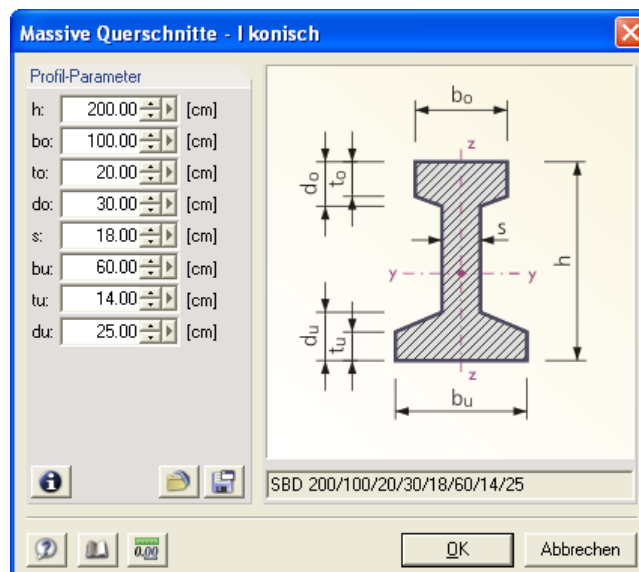 Massive Querschnitte - I konisch
Profil-Parameter
h: 200.00 [cm]
bo: 100.00 [cm]
to: 20.00 [cm]
do: 30.00 [cm]
s: 18.00 [cm]
bu: 60.00 [cm]
tu: 14.00 [cm]
du: 25.00 [cm]
bo
z
do
to
s
h
y
y
du
tu
z
bu
SBD 200/100/20/30/18/60/14/25
0.00
OK
Abbrechen